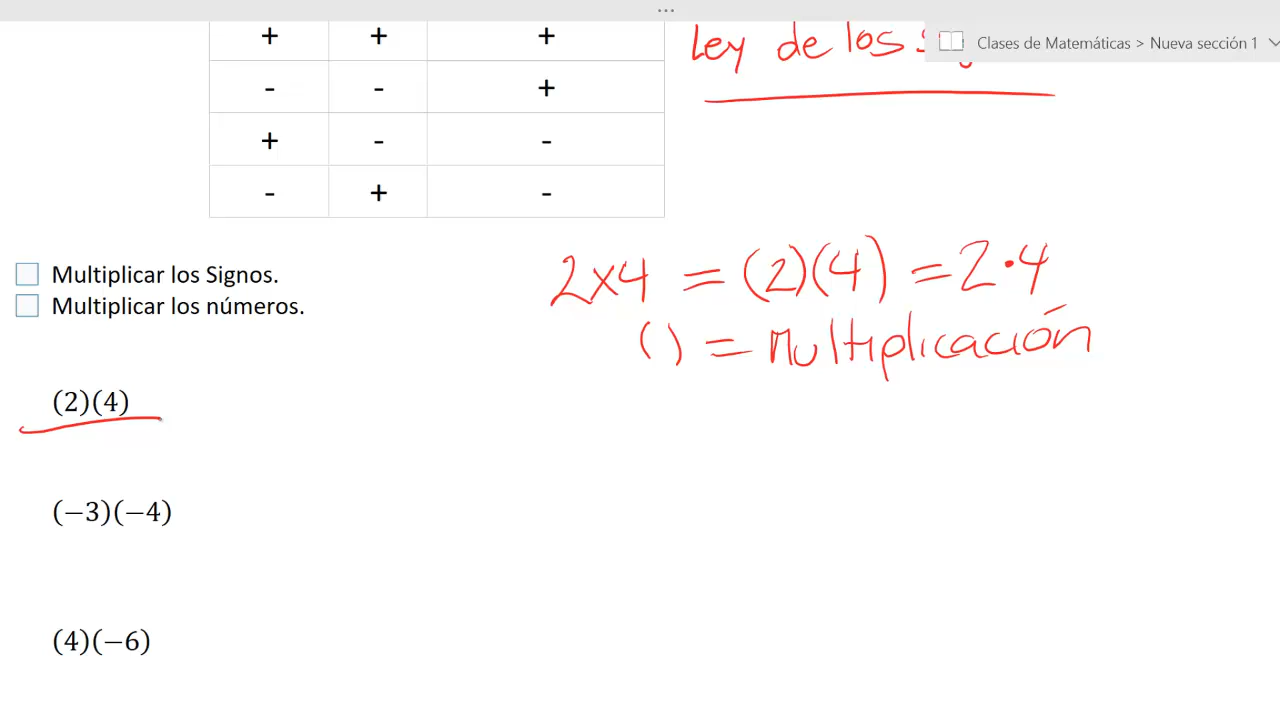 ...
+ + +
Ley de los
Clases de Matemáticas > Nueva sección 1
- - +
+ - -
- + -
Multiplicar los Signos.
Multiplicar los números.
2x4 = (2)(4) = 2·4
( ) = Multiplicación
(2)(4)
(−3)(−4)
(4)(−6)